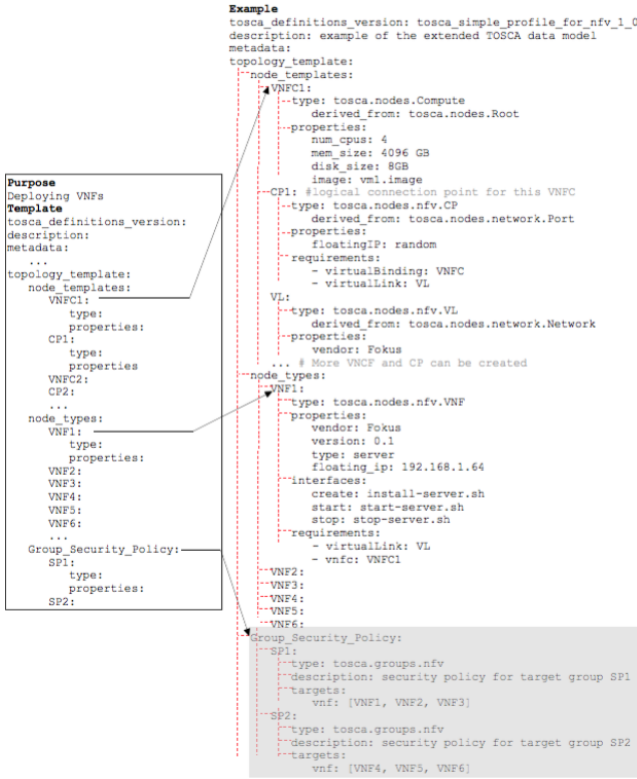 Purpose
Deploying VNFs
Template
tosca_definitions_version:
description:
metadata:
...
topology_template:
node_templates:
VNFC1:
type:
properties:
CP1:
type:
properties
VNFC2:
CP2:
...
node_types:
VNF1:
type:
properties:
VNF2:
VNF3:
VNF4:
VNF5:
VNF6:
...
Group_Security_Policy:
SP1:
type:
properties:
SP2:
Example
tosca_definitions_version: tosca_simple_profile_for_nfv_1_0
description: example of the extended TOSCA data model
metadata:
topology_template:
node_templates:
VNFC1:
type: tosca.nodes.Compute
derived_from: tosca.nodes.Root
properties:
num_cpus: 4
mem_size: 4096 GB
disk_size: 8GB
image: vm1.image
CP1: #logical connection point for this VNFC
type: tosca.nodes.nfv.CP
derived_from: tosca.nodes.network.Port
properties:
floatingIP: random
requirements:
- virtualBinding: VNFC
- virtualLink: VL
VL:
type: tosca.nodes.nfv.VL
derived_from: tosca.nodes.network.Network
properties:
vendor: Fokus
... # More VNCF and CP can be created
node_types:
VNF1:
type: tosca.nodes.nfv.VNF
properties:
vendor: Fokus
version: 0.1
type: server
floating_ip: 192.168.1.64
interfaces:
create: install-server.sh
start: start-server.sh
stop: stop-server.sh
requirements:
- virtualLink: VL
- vnfc: VNFC1
VNF2:
VNF3:
VNF4:
VNF5:
VNF6:
Group_Security_Policy:
SP1:
type: tosca.groups.nfv
description: security policy for target group SP1
targets:
vnf: [VNF1, VNF2, VNF3]
SP2:
type: tosca.groups.nfv
description: security policy for target group SP2
targets:
vnf: [VNF4, VNF5, VNF6]